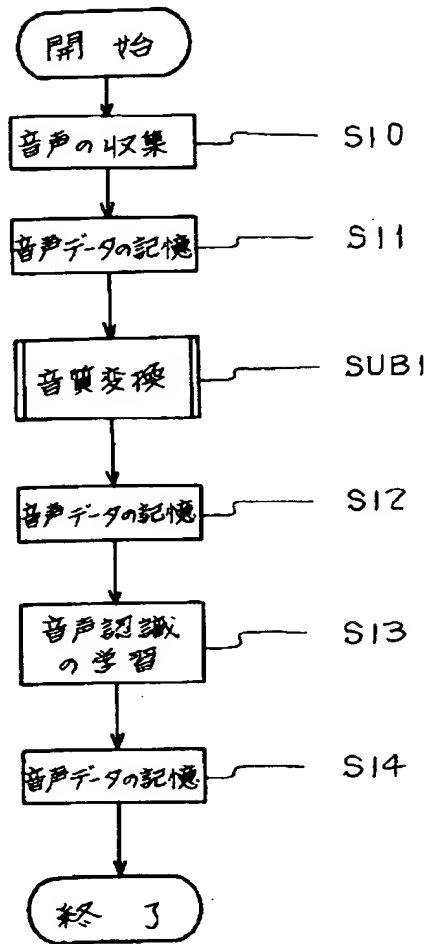 開始
音声の収集 S10
音声データの記憶 S11
音質変換 SUB1
音声データの記憶 S12
音声認識
の学習 S13
音声データの記憶 S14
終了